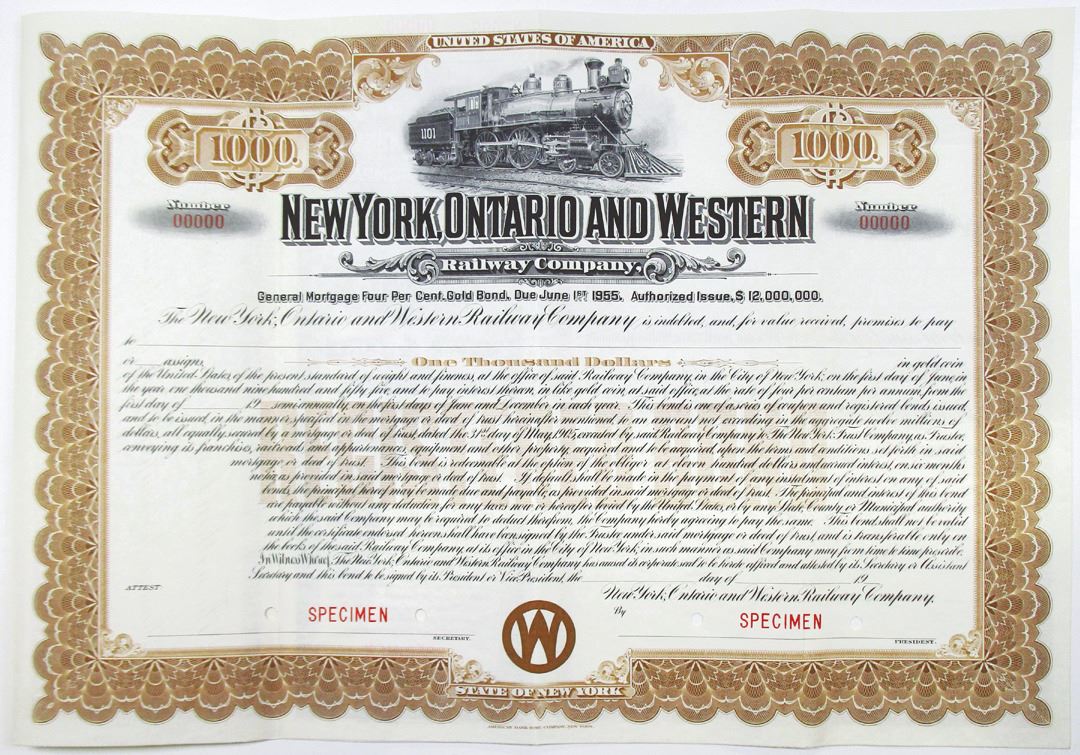 UNITED STATES OF AMERICA
1101
1000.
1000.
Number
00000
Number
00000
NEW YORK, ONTARIO AND WESTERN
Railway Company,
General Mortgage Four Per Cent. Gold Bond, Due June 1ST 1955. Authorized Issue, $ 12,000,000.
The New York, Ontario and Western Railway Company is indebted, and, for value received, promises to pay
to
or assigns, One Thousand Dollars in gold coin
of the United States, of the present standard of weight and fineness, at the office of said Railway Company, in the City of New York, on the first day of June, in
the year one thousand nine hundred and fifty five, and to pay interest thereon, in like gold coin, at said office, at the rate of four per centum per annum, from the
first day of 19 semi-annually, on the first days of June and December in each year. This bond is one of a series of coupon and registered bonds issued,
and to be issued, in the manner specified in the mortgage or deed of trust hereinafter mentioned, to an amount not exceeding in the aggregate twelve millions of
dollars, all equally secured by a mortgage or deed of trust, dated the 31st day of May, 1905, executed by said Railway Company to The New York Trust Company, as Trustee,
conveying its franchises, railroads and appurtenances, equipment and other property, acquired and to be acquired, upon the terms and conditions set forth in said
mortgage or deed of trust. This bond is redeemable at the option of the obligor at eleven hundred dollars and accrued interest, on six months
notice, as provided in said mortgage or deed of trust. If default shall be made in the payment of any instalment of interest on any of said
bonds, the principal hereof may be made due and payable, as provided in said mortgage or deed of trust. The principal and interest of this bond
are payable without any deduction for any taxes now or hereafter levied by the United States, or by any State, County or Municipal authority
which the said Company may be required to deduct therefrom, the Company hereby agreeing to pay the same. This bond shall not be valid
until the certificate endorsed hereon shall have been signed by the Trustee under said mortgage or deed of trust, and is transferable only on
the books of the said Railway Company, at its office in the City of New York, in such manner as said Company may from time to time prescribe.
In Witness Whereof, The New York, Ontario and Western Railway Company has caused its corporate seal to be hereto affixed and attested by its Secretary or Assistant
Secretary and this bond to be signed by its President or Vice President, the day of 19
New York, Ontario and Western Railway Company.
ATTEST:
By
SPECIMEN
SPECIMEN
SECRETARY.
PRESIDENT.
W
STATE OF NEW YORK
AMERICAN BANK NOTE COMPANY, NEW YORK.